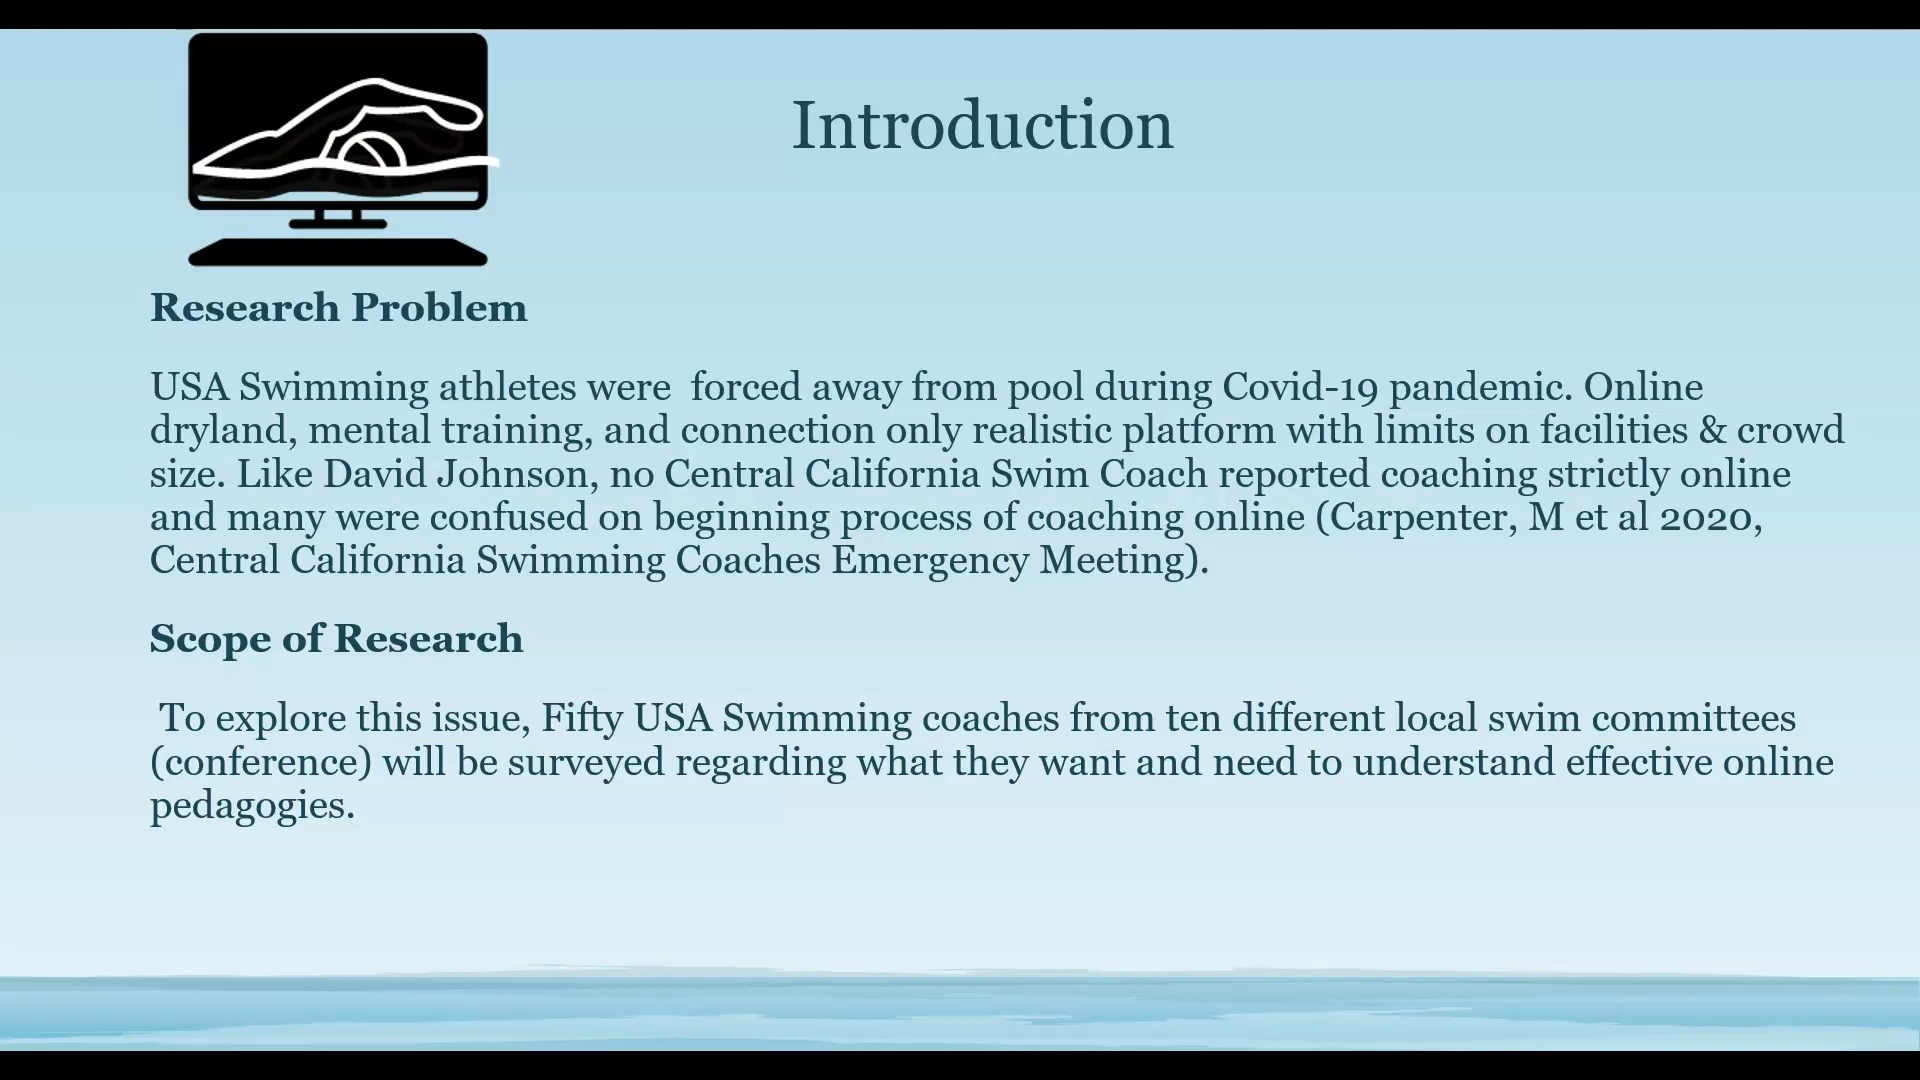 Introduction
Research Problem
USA Swimming athletes were  forced away from pool during Covid-19 pandemic. Online
dryland, mental training, and connection only realistic platform with limits on facilities & crowd
size. Like David Johnson, no Central California Swim Coach reported coaching strictly online
and many were confused on beginning process of coaching online (Carpenter, M et al 2020,
Central California Swimming Coaches Emergency Meeting).
Scope of Research
To explore this issue, Fifty USA Swimming coaches from ten different local swim committees
(conference) will be surveyed regarding what they want and need to understand effective online
pedagogies.